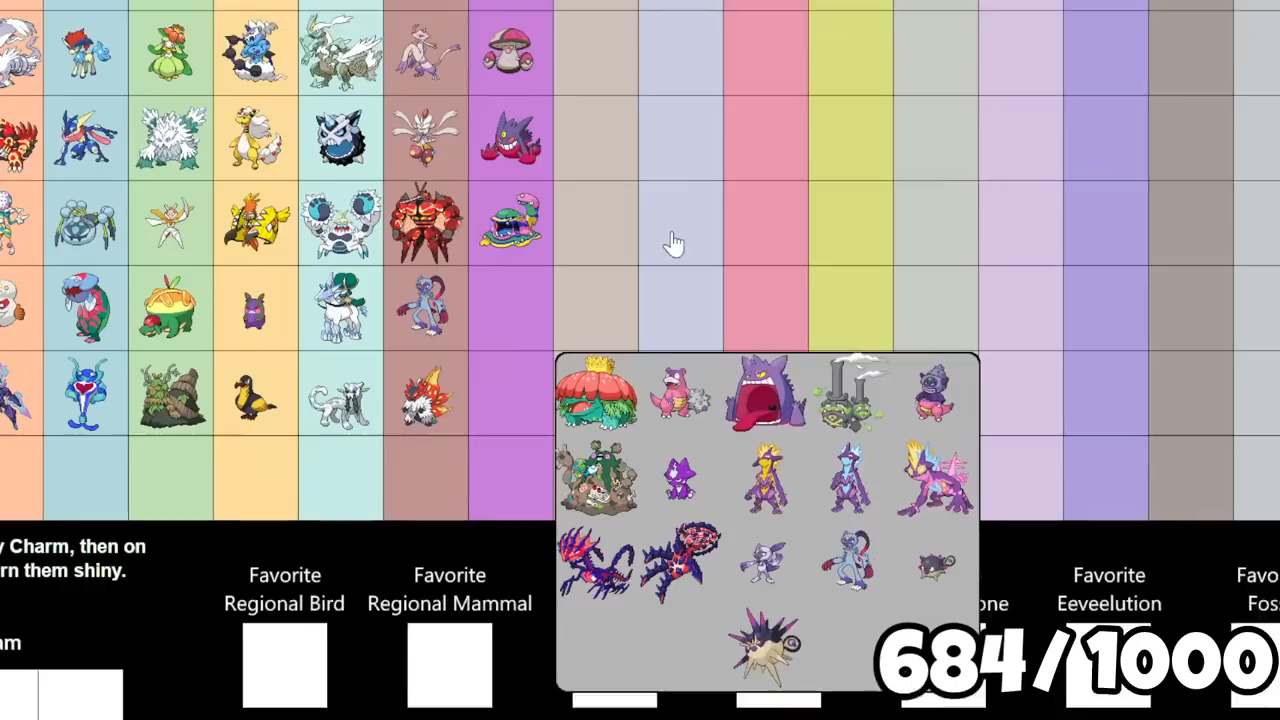 y Charm, then on
rn them shiny.
am
Favorite
Regional Bird
Favorite
Regional Mammal
one
Favorite
Eeveelution
Favo
Fos
684/1000